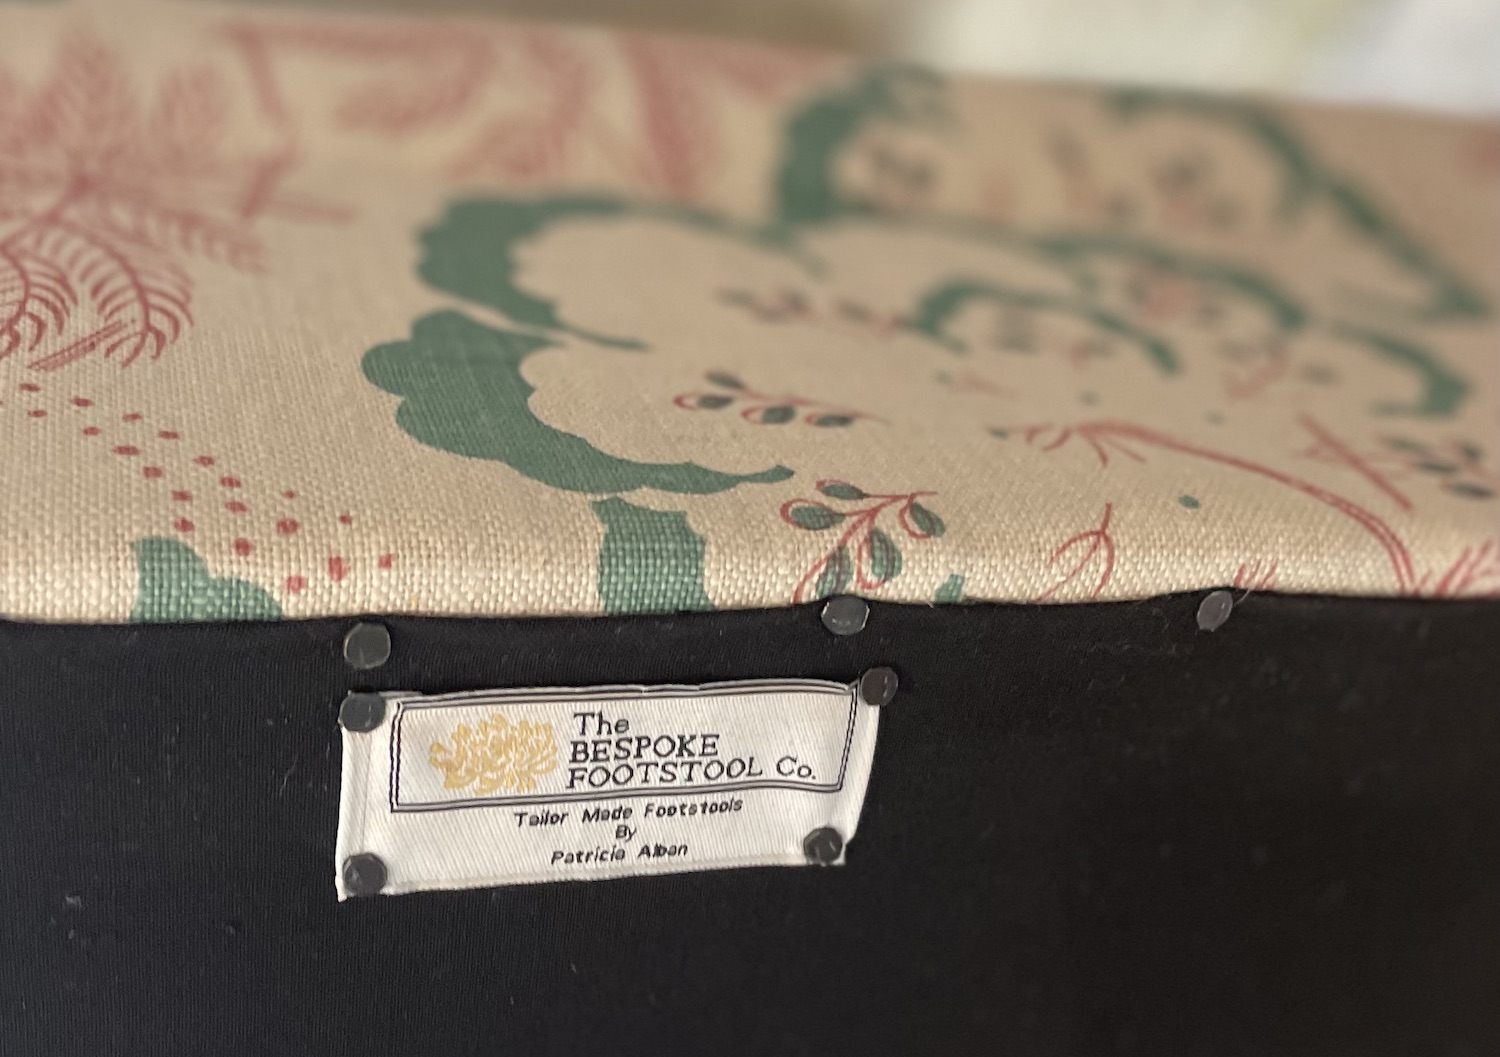 The
BESPOKE
FOOTSTOOL Co.
Tailor Made Footstools
By
Patricia Alban